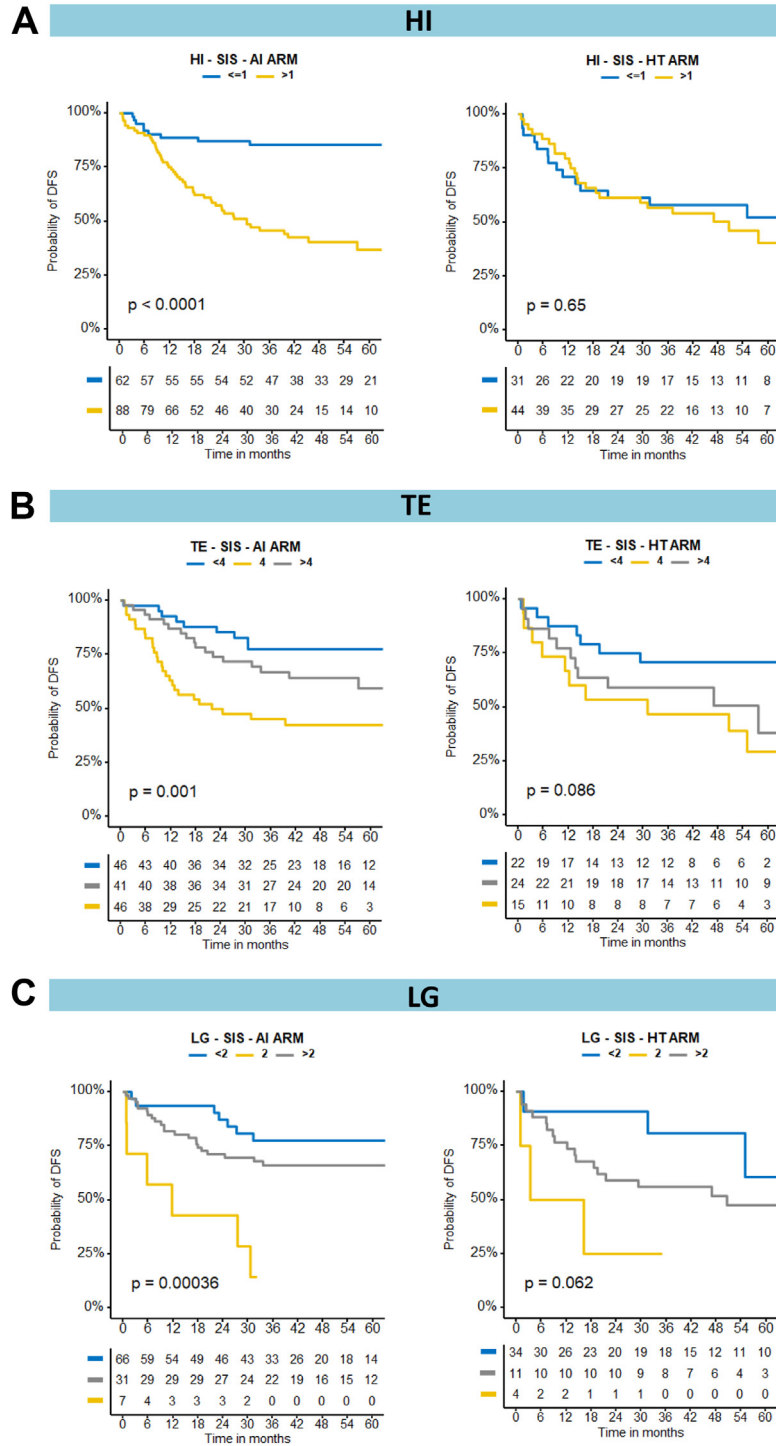 A
HI
HI - SIS - AI ARM
<=1 >1
Probability of DFS
100%
75%
50%
25%
0%
p < 0.0001
0 6 12 18 24 30 36 42 48 54 60
62 57 55 55 54 52 47 38 33 29 21
88 79 66 52 46 40 30 24 15 14 10
0 6 12 18 24 30 36 42 48 54 60
Time in months
HI - SIS - HT ARM
<=1 >1
Probability of DFS
100%
75%
50%
25%
0%
p = 0.65
0 6 12 18 24 30 36 42 48 54 60
31 26 22 20 19 19 17 15 13 11 8
44 39 35 29 27 25 22 16 13 10 7
0 6 12 18 24 30 36 42 48 54 60
Time in months
B
TE
TE - SIS - AI ARM
<4 4 >4
Probability of DFS
100%
75%
50%
25%
0%
p = 0.001
0 6 12 18 24 30 36 42 48 54 60
46 43 40 36 34 32 25 23 18 16 12
41 40 38 36 34 31 27 24 20 20 14
46 38 29 25 22 21 17 10 8 6 3
0 6 12 18 24 30 36 42 48 54 60
Time in months
TE - SIS - HT ARM
<4 4 >4
Probability of DFS
100%
75%
50%
25%
0%
p = 0.086
0 6 12 18 24 30 36 42 48 54 60
22 19 17 14 13 12 12 8 6 6 2
24 22 21 19 18 17 14 13 11 10 9
15 11 10 8 8 8 7 7 6 4 3
0 6 12 18 24 30 36 42 48 54 60
Time in months
C
LG
LG - SIS - AI ARM
<2 2 >2
Probability of DFS
100%
75%
50%
25%
0%
p = 0.00036
0 6 12 18 24 30 36 42 48 54 60
66 59 54 49 46 43 33 26 20 18 14
31 29 29 29 27 24 22 19 16 15 12
7 4 3 3 3 2 0 0 0 0 0
0 6 12 18 24 30 36 42 48 54 60
Time in months
LG - SIS - HT ARM
<2 2 >2
Probability of DFS
100%
75%
50%
25%
0%
p = 0.062
0 6 12 18 24 30 36 42 48 54 60
34 30 26 23 20 19 18 15 12 11 10
11 10 10 10 10 9 8 7 6 4 3
4 2 2 1 1 1 0 0 0 0 0
0 6 12 18 24 30 36 42 48 54 60
Time in months